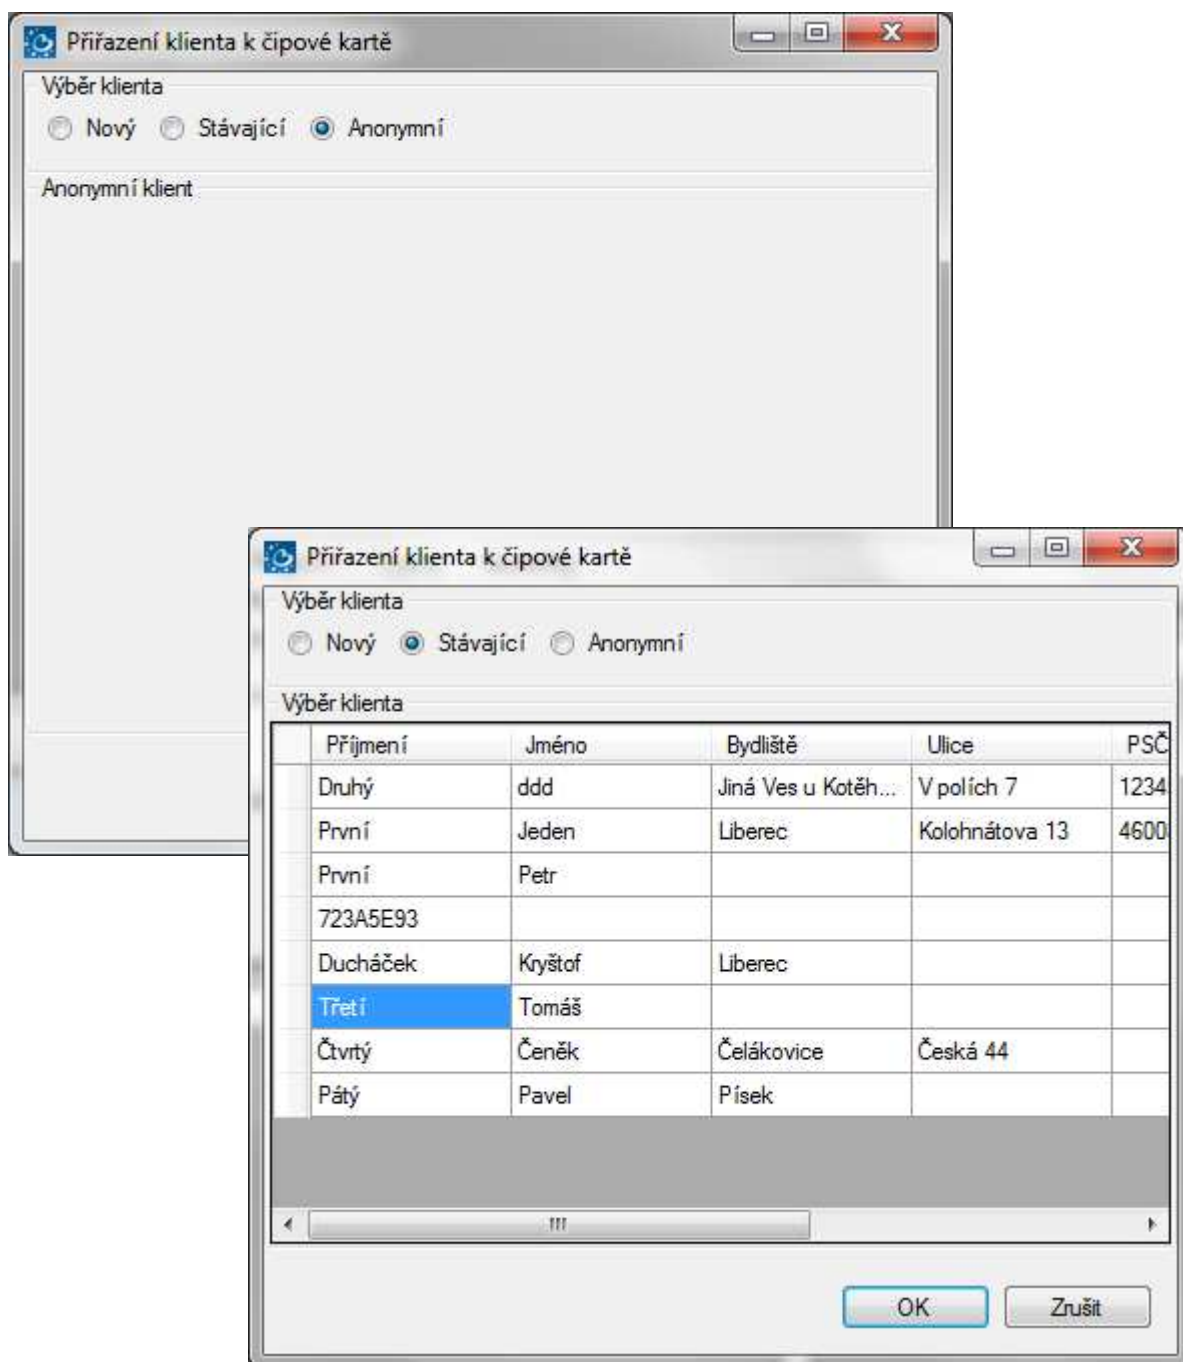 Přiřazení klienta k čipové kartě
Výběr klienta
Nový Stávající Anonymní
Anonymní klient
Přiřazení klienta k čipové kartě
Výběr klienta
Nový Stávající Anonymní
Výběr klienta
Příjmení Jméno Bydliště Ulice PSČ
Druhý ddd Jiná Ves u Kotěh... V polích 7 1234
První Jeden Liberec Kolohnátova 13 4600
První Petr
723A5E93
Ducháček Kryštof Liberec
Třetí Tomáš
Čtvrtý Čeněk Čelákovice Česká 44
Pátý Pavel Písek
OK Zrušit